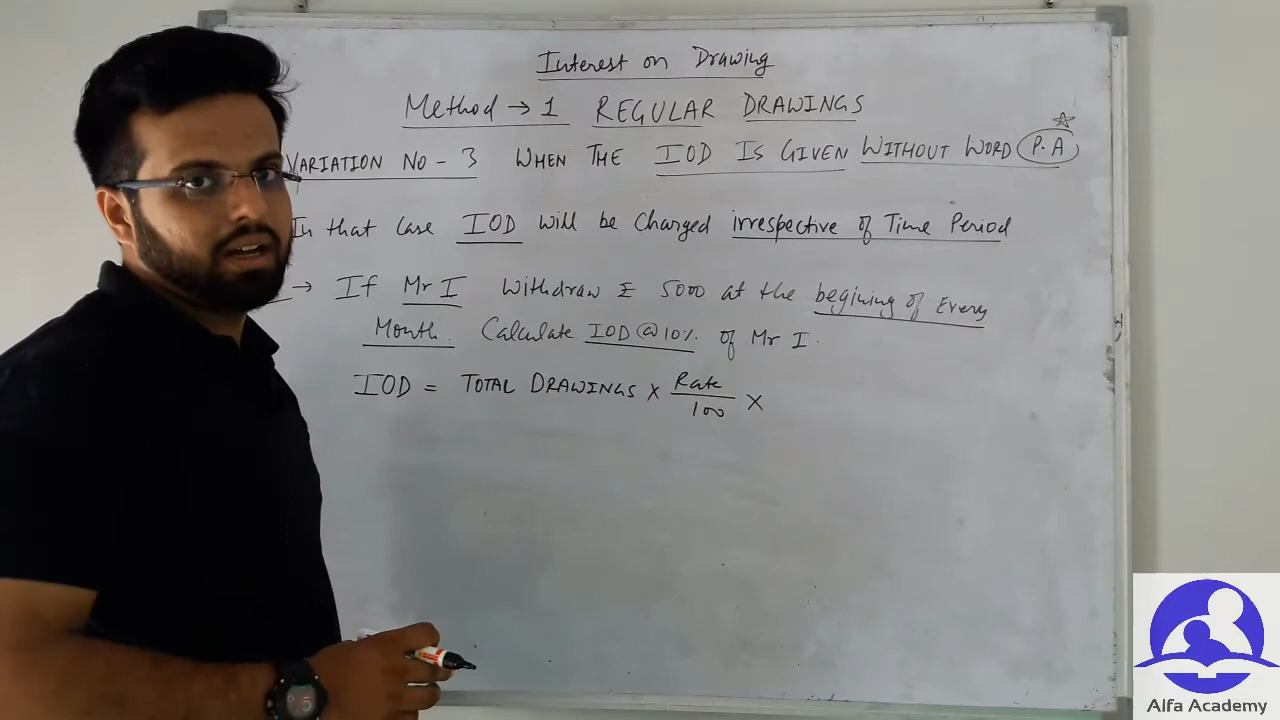 Interest on Drawing
Method → 1 REGULAR DRAWINGS
VARIATION NO - 3 WHEN THE IOD IS GIVEN WITHOUT WORD P.A
In that Case IOD will be Charged irrespective of Time Period
→ If Mr I Withdraw ₹ 5000 at the begining of Every
Month. Calculate IOD @ 10% of Mr I.
IOD = TOTAL DRAWINGS × Rate/100 ×
Alfa Academy